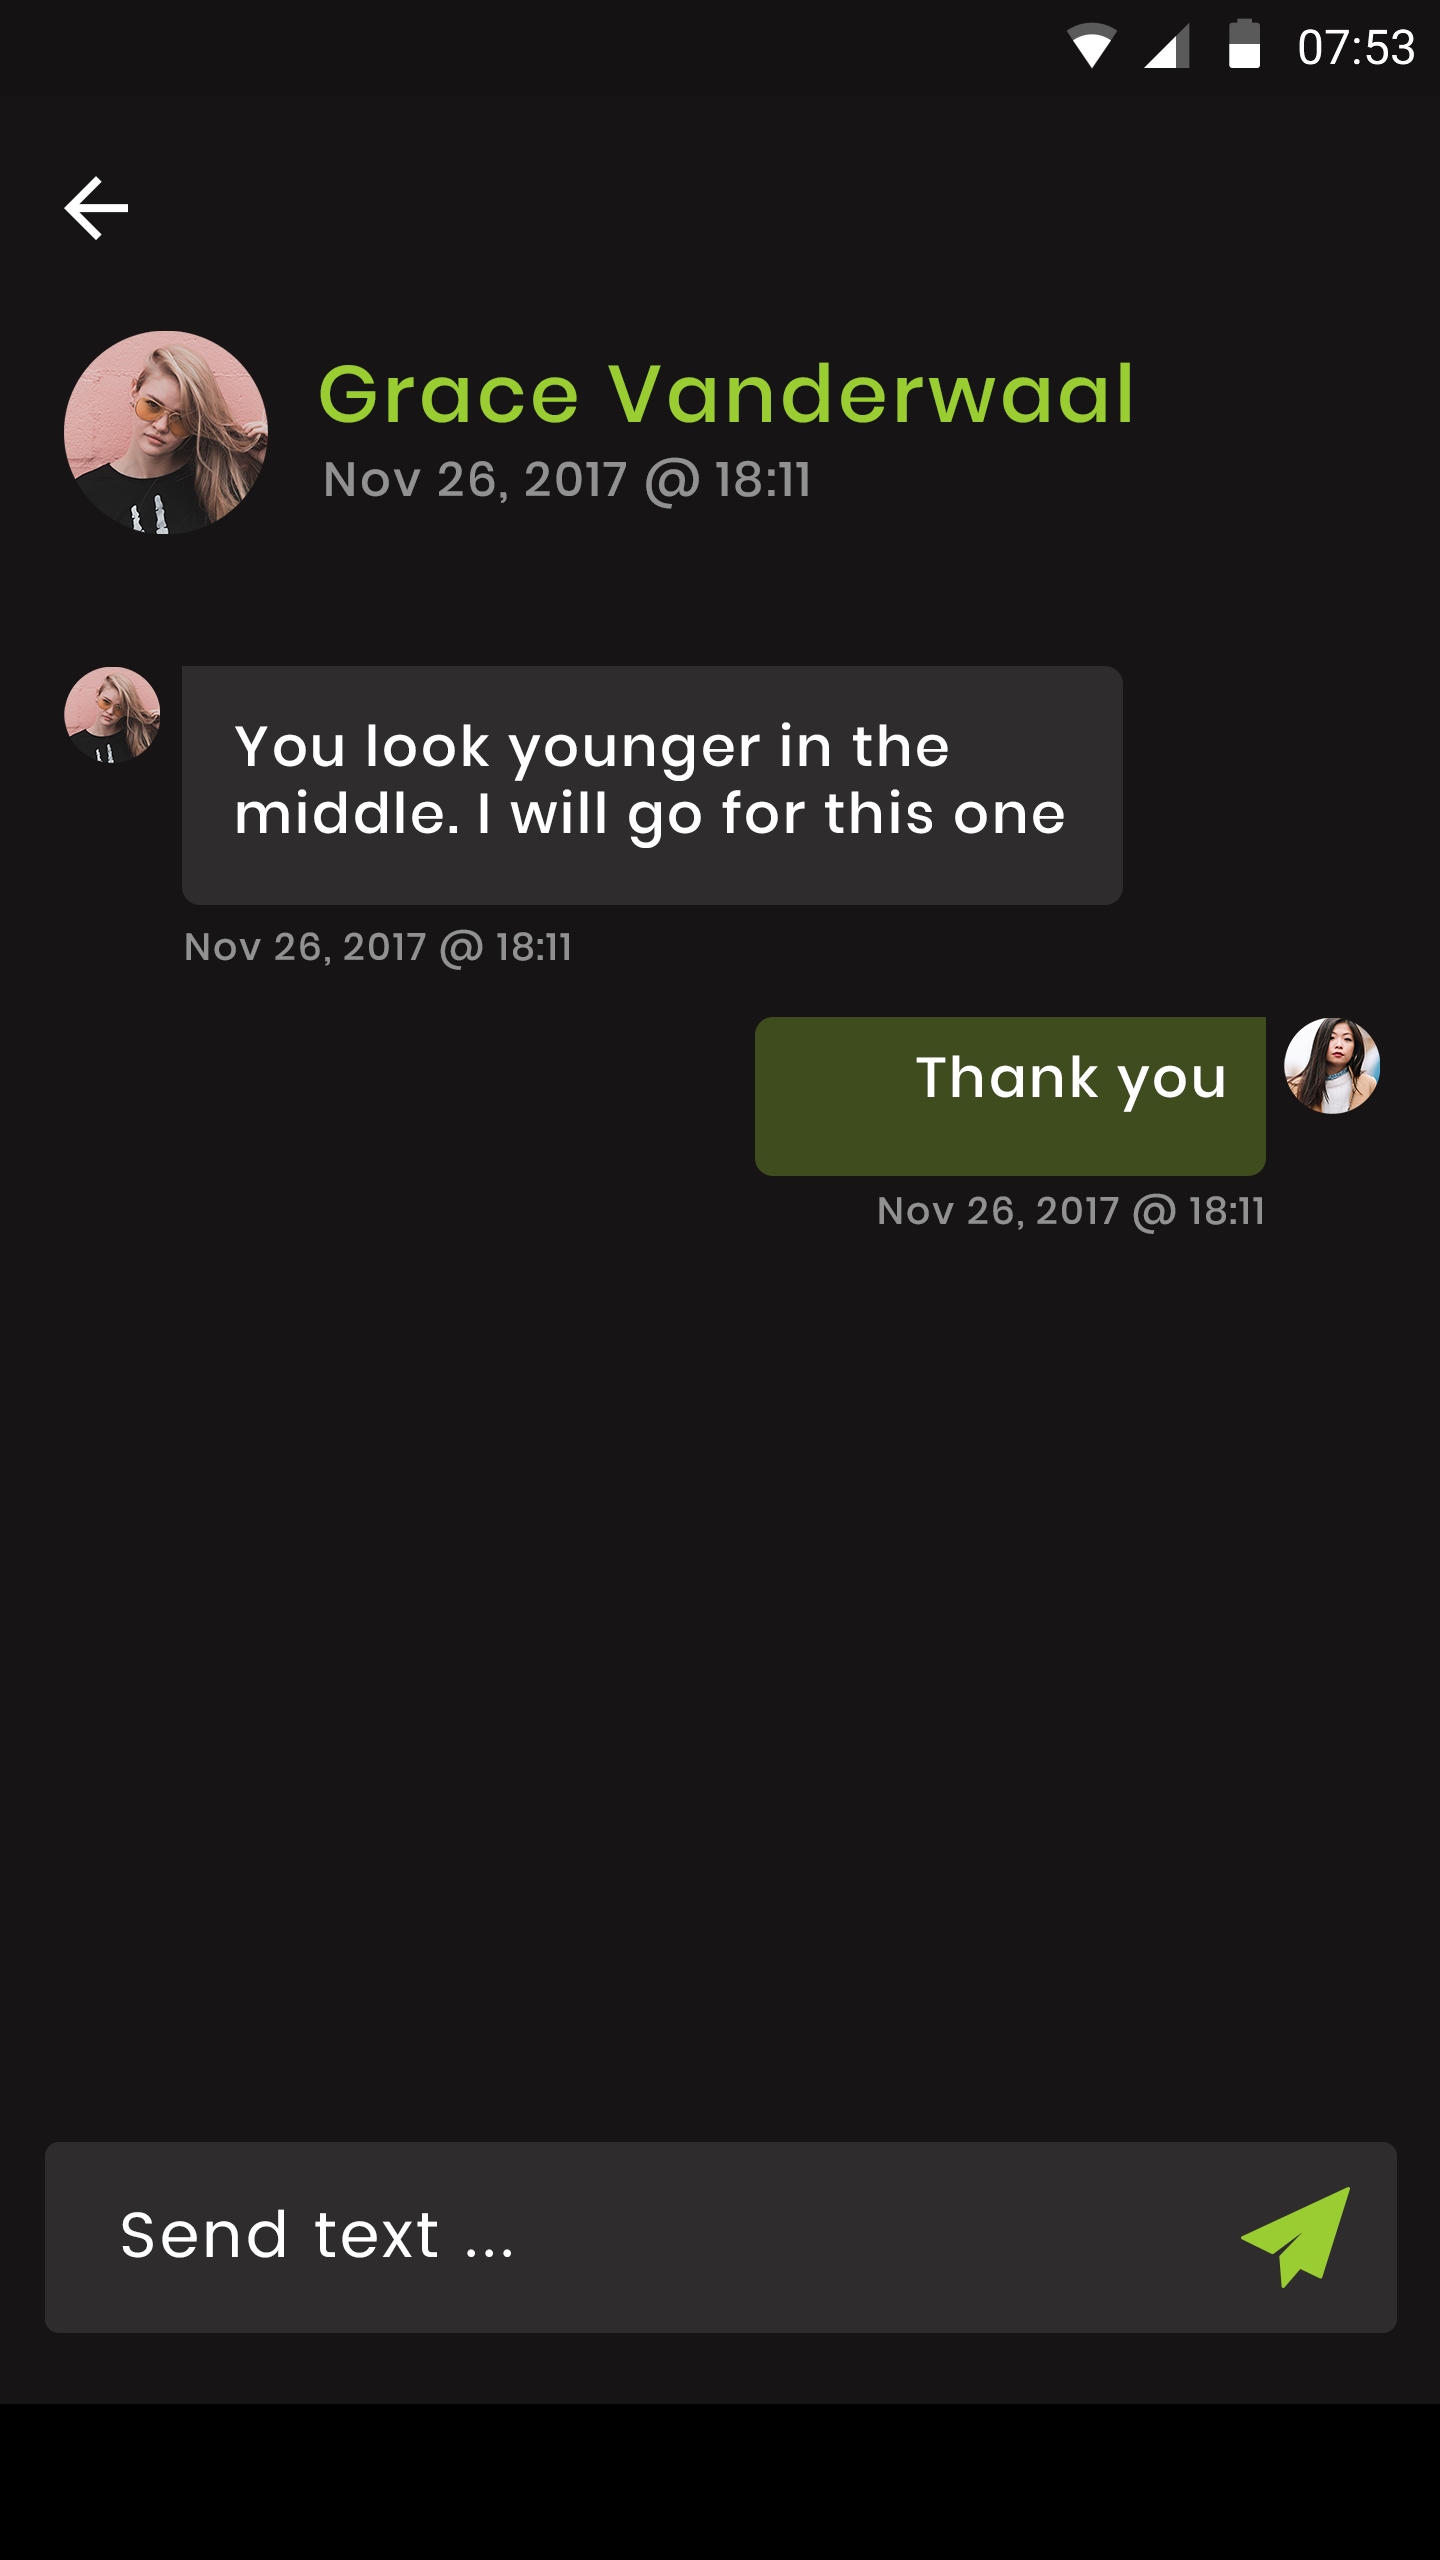 07:53
Grace Vanderwaal
Nov 26, 2017 @ 18:11
You look younger in the
middle. I will go for this one
Nov 26, 2017 @ 18:11
Thank you
Nov 26, 2017 @ 18:11
Send text ...